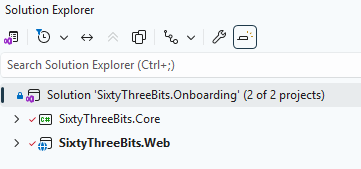 Solution Explorer
Search Solution Explorer (Ctrl+;)
Solution 'SixtyThreeBits.Onboarding' (2 of 2 projects)
C# SixtyThreeBits.Core
SixtyThreeBits.Web